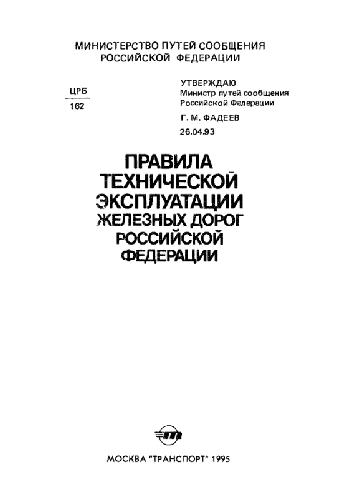 МИНИСТЕРСТВО ПУТЕЙ СООБЩЕНИЯ
РОССИЙСКОЙ ФЕДЕРАЦИИ
ЦРБ
162
УТВЕРЖДАЮ
Министр путей сообщения
Российской Федерации
Г. М. ФАДЕЕВ
26.04.93
ПРАВИЛА
ТЕХНИЧЕСКОЙ
ЭКСПЛУАТАЦИИ
ЖЕЛЕЗНЫХ ДОРОГ
РОССИЙСКОЙ
ФЕДЕРАЦИИ
МОСКВА "ТРАНСПОРТ" 1995